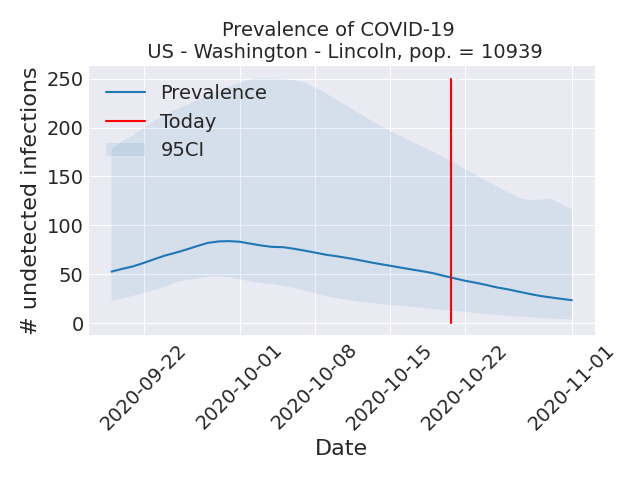 Prevalence of COVID-19
US - Washington - Lincoln, pop. = 10939
# undetected infections
250
200
150
100
50
0
Prevalence
Today
95CI
2020-09-22
2020-10-01
2020-10-08
2020-10-15
2020-10-22
2020-11-01
Date